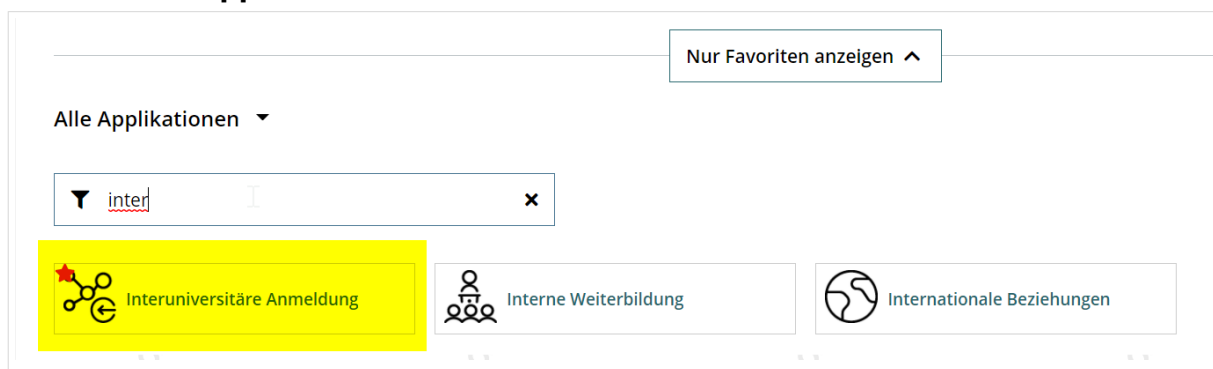 Nur Favoriten anzeigen
Alle Applikationen
inter
Interuniversitäre Anmeldung
Interne Weiterbildung
Internationale Beziehungen